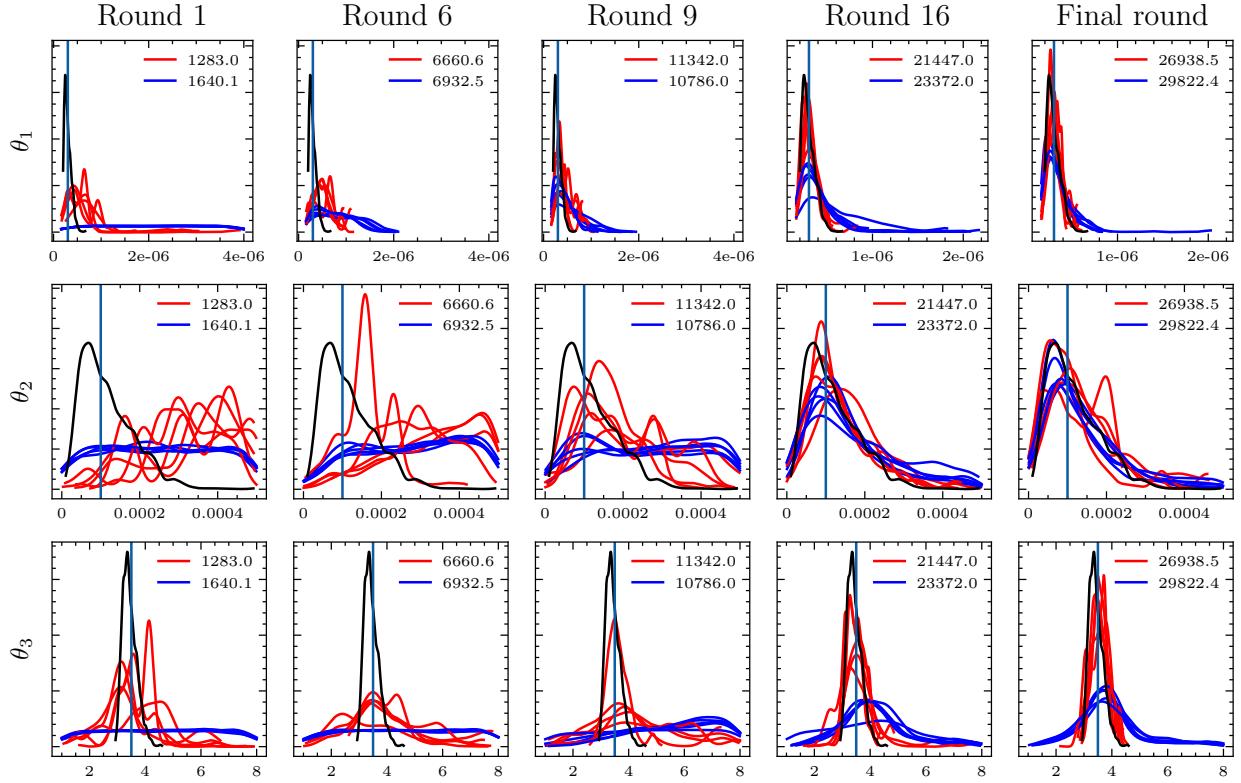 Round 1 Round 6 Round 9 Round 16 Final round
θ1 1283.0 6660.6 11342.0 21447.0 26938.5
1640.1 6932.5 10786.0 23372.0 29822.4
0 2e-06 4e-06 0 2e-06 4e-06 0 2e-06 4e-06 1e-06 2e-06 1e-06 2e-06
θ2 1283.0 6660.6 11342.0 21447.0 26938.5
1640.1 6932.5 10786.0 23372.0 29822.4
0 0.0002 0.0004 0 0.0002 0.0004 0 0.0002 0.0004 0 0.0002 0.0004 0 0.0002 0.0004
θ3 1283.0 6660.6 11342.0 21447.0 26938.5
1640.1 6932.5 10786.0 23372.0 29822.4
2 4 6 8 2 4 6 8 2 4 6 8 2 4 6 8 2 4 6 8